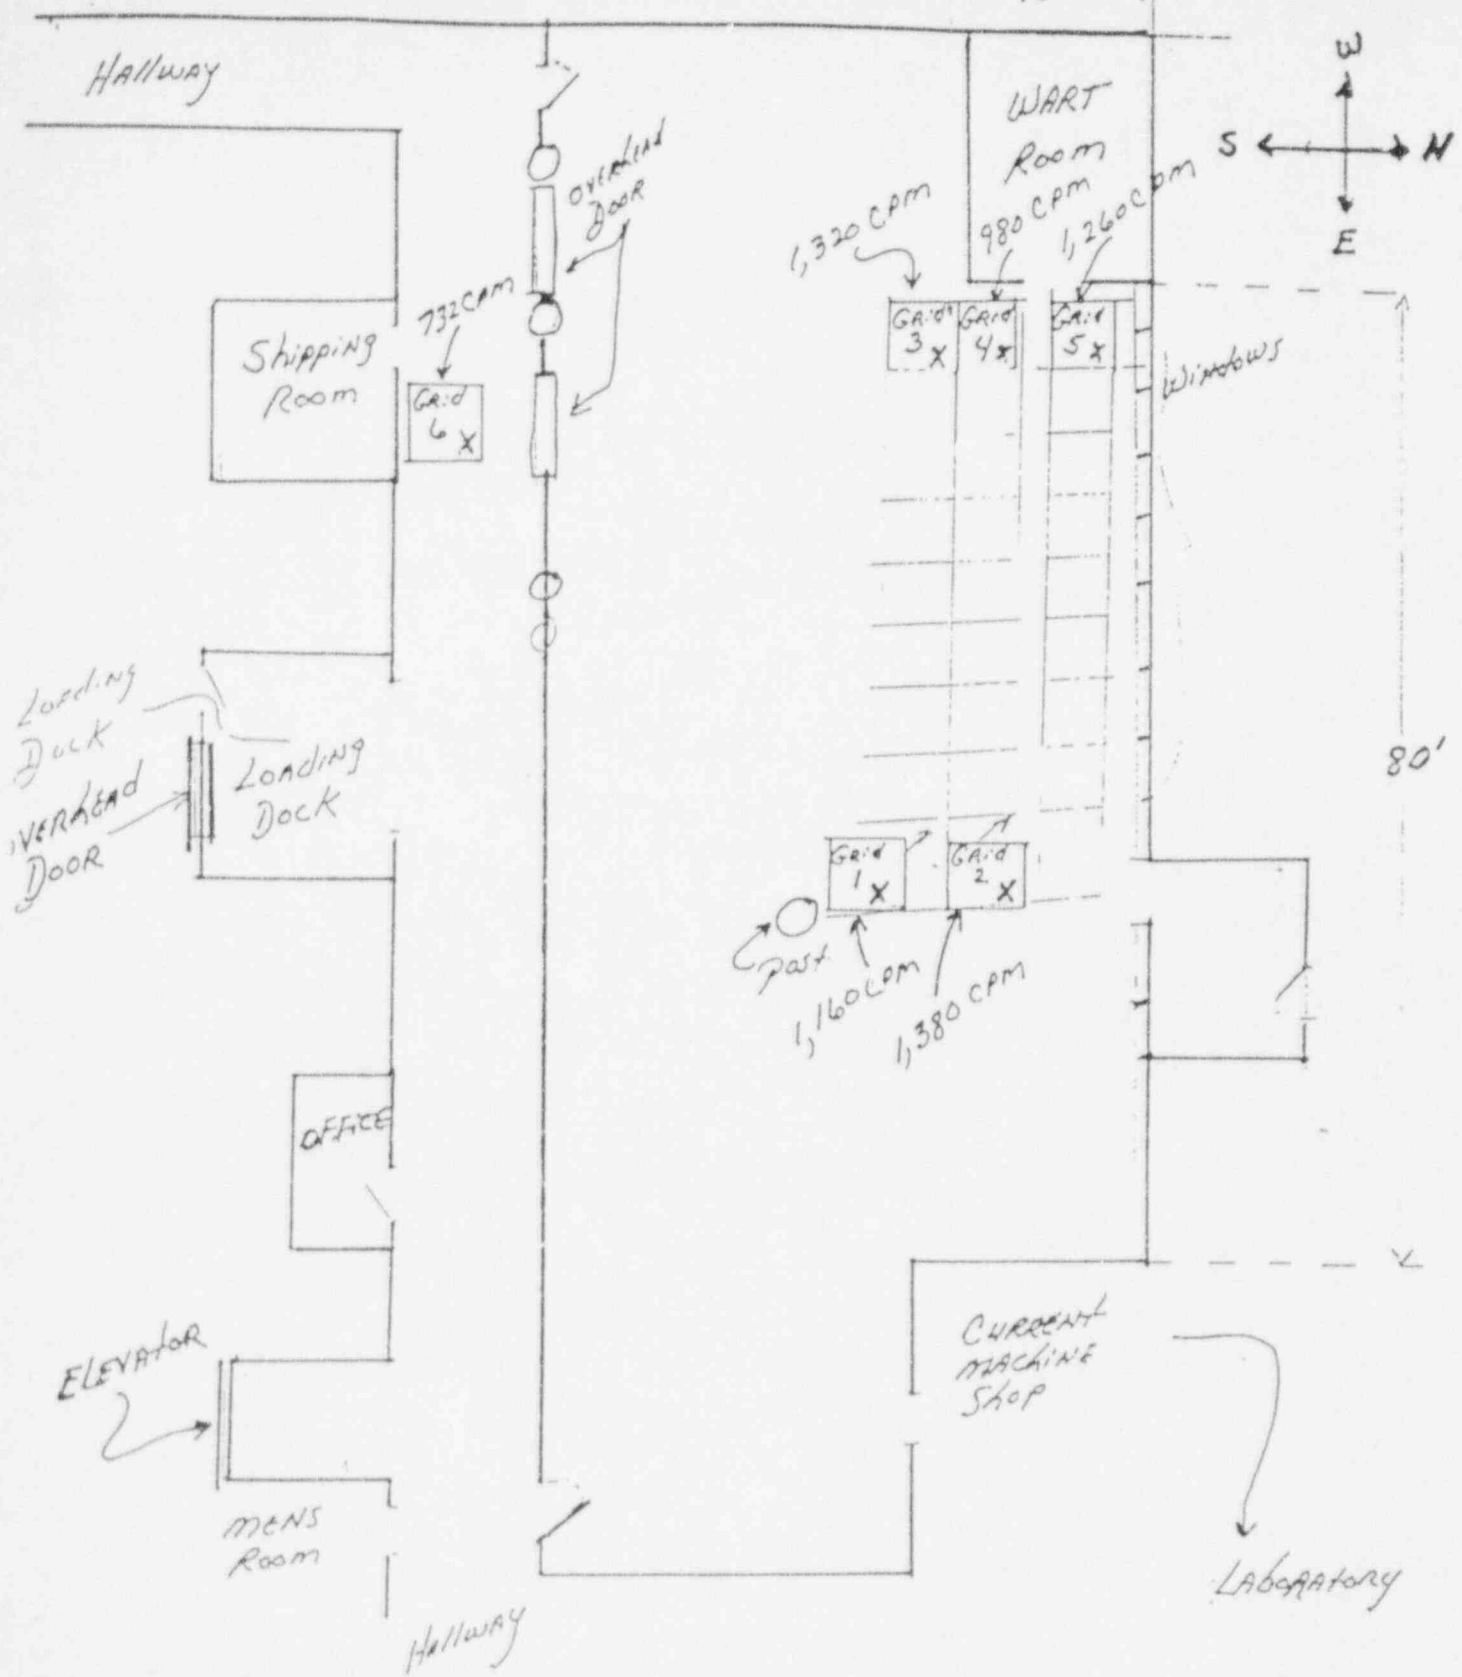 Hallway
WART
Room
W
S
N
E
OVERHEAD
DOOR
1,320 CPM
980 CPM
1,260 CPM
732 CPM
Shipping
Room
Grid
6 X
Grid
3 X
Grid
4 X
Grid
5 X
Windows
Loading
Dock
OVERHEAD
DOOR
Loading
Dock
80'
Grid
1 X
Grid
2 X
Post
1,160 CPM
1,380 CPM
OFFICE
ELEVATOR
CURRENT
MACHINE
Shop
MENS
Room
Hallway
LABORATORY